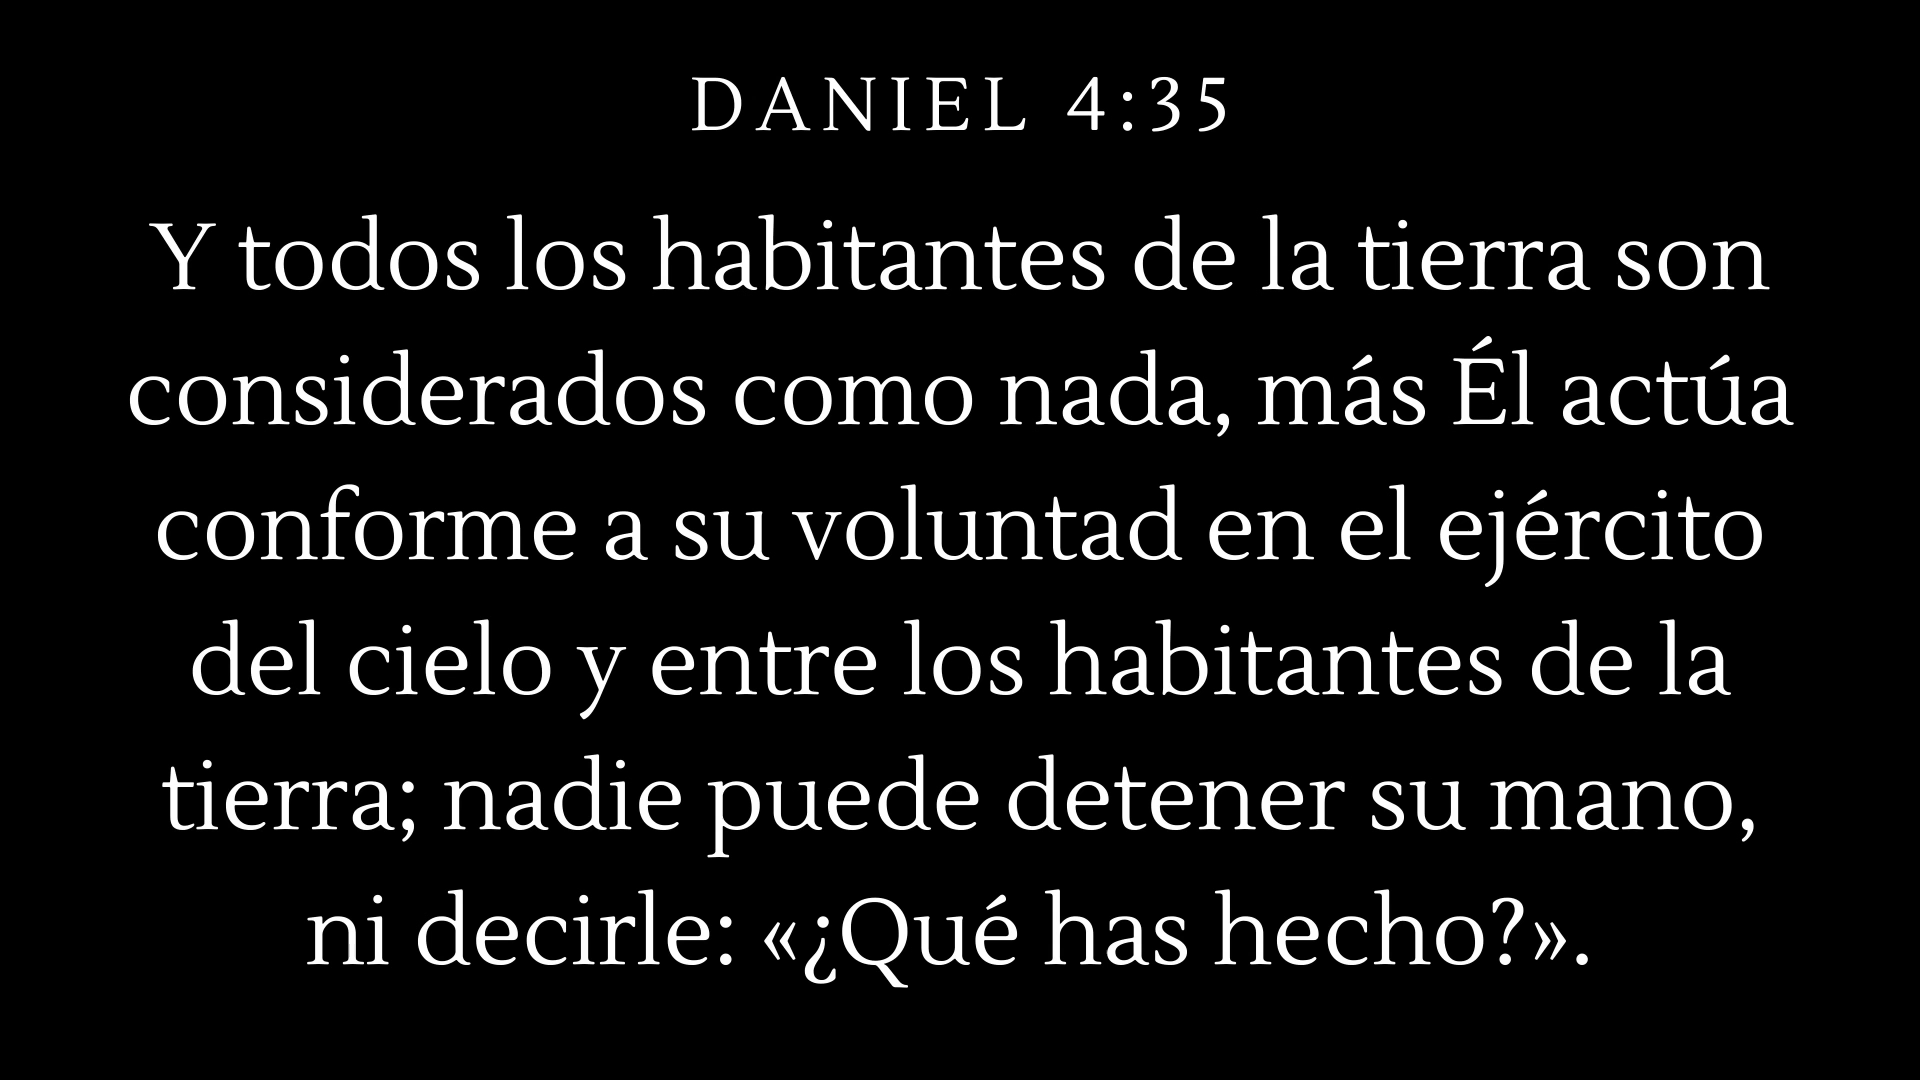 DANIEL 4:35
Y todos los habitantes de la tierra son
considerados como nada, más Él actúa
conforme a su voluntad en el ejército
del cielo y entre los habitantes de la
tierra; nadie puede detener su mano,
ni decirle: «¿Qué has hecho?».